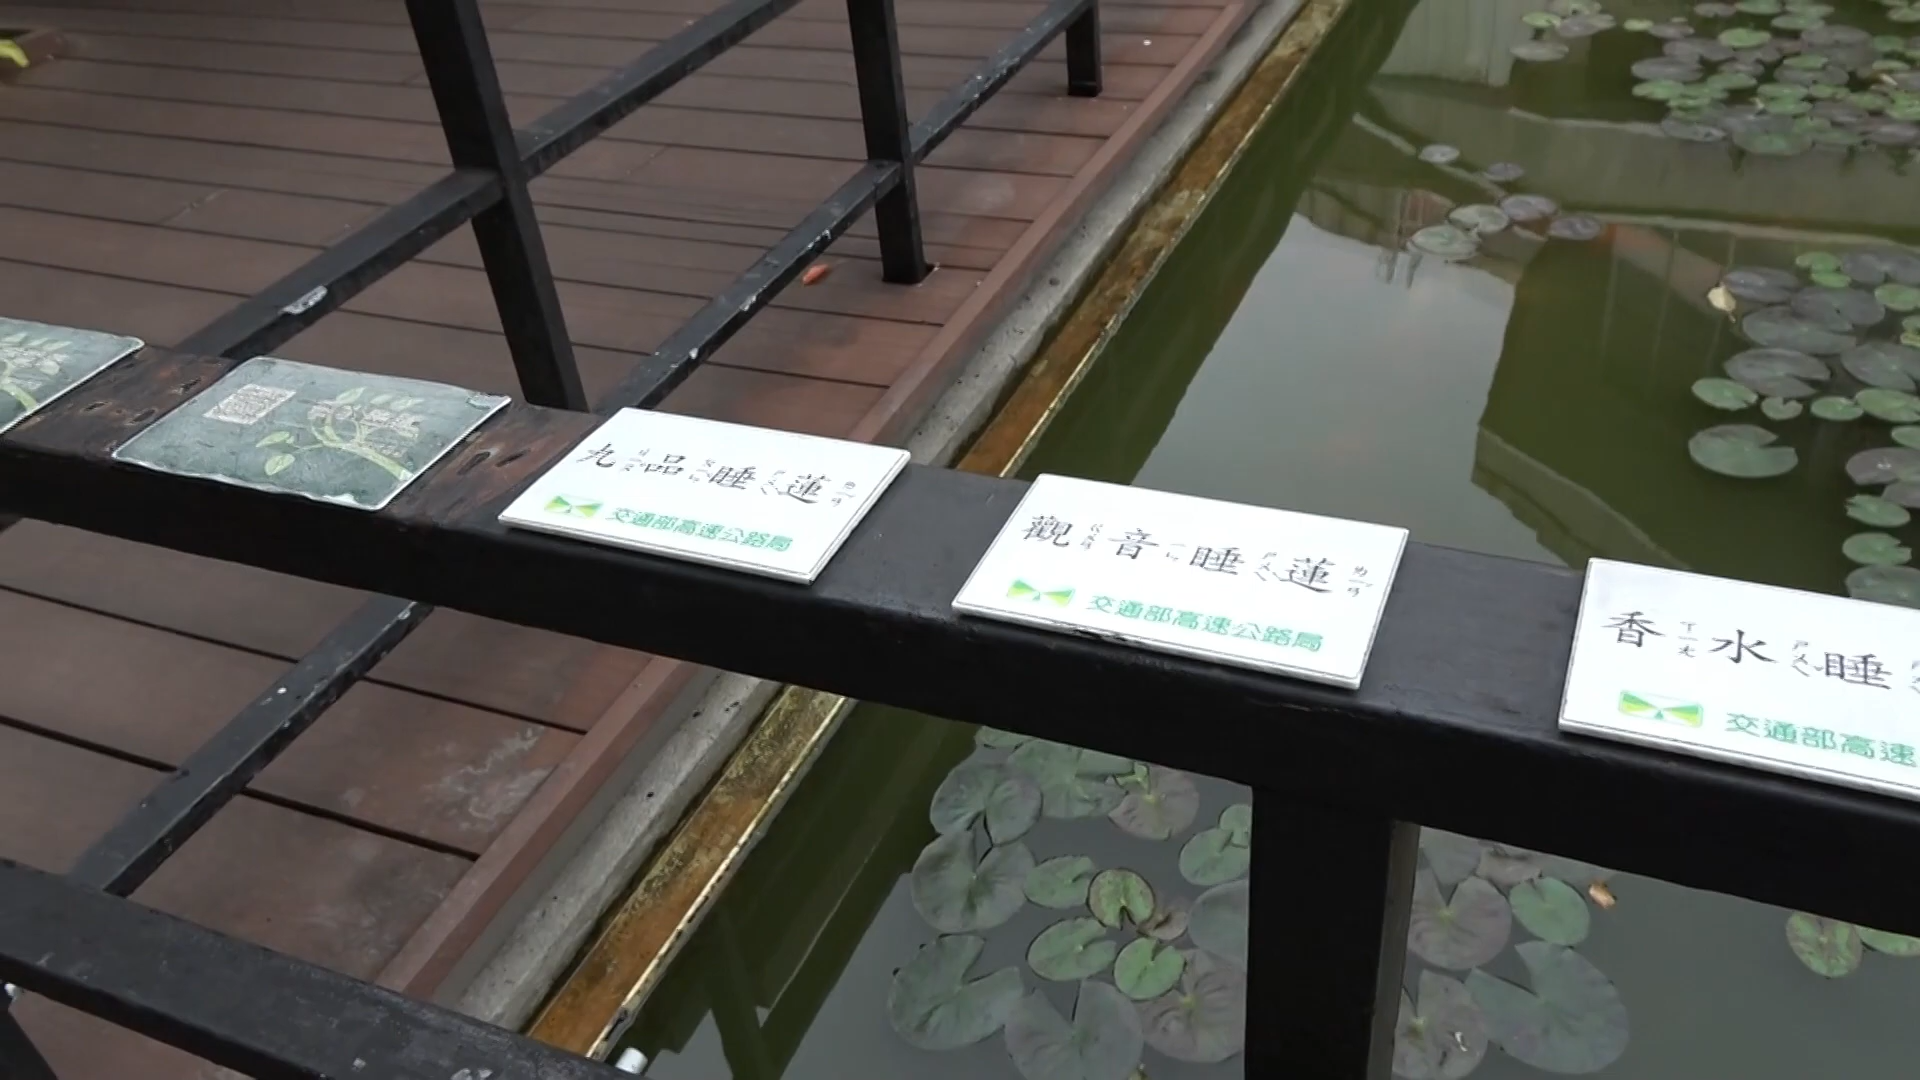 九品睡蓮
交通部高速公路局
觀音睡蓮
交通部高速公路局
香水睡
交通部高速